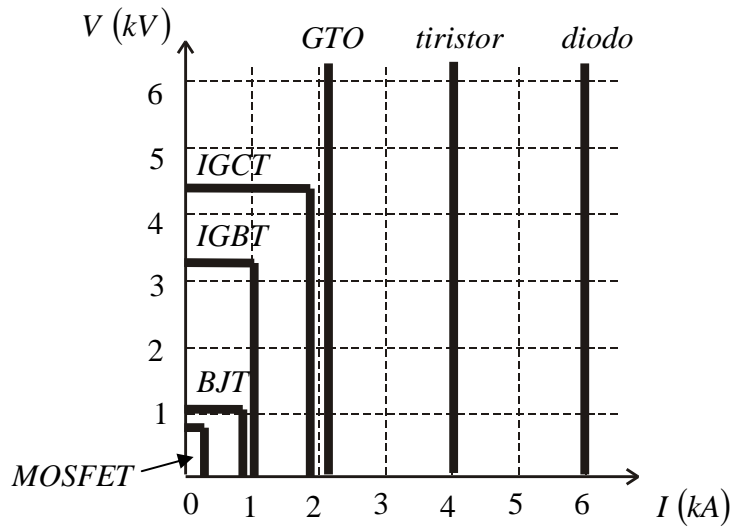 V (kV)
GTO tiristor diodo
6
5
IGCT
4
IGBT
3
2
BJT
1
MOSFET
0 1 2 3 4 5 6 I (kA)